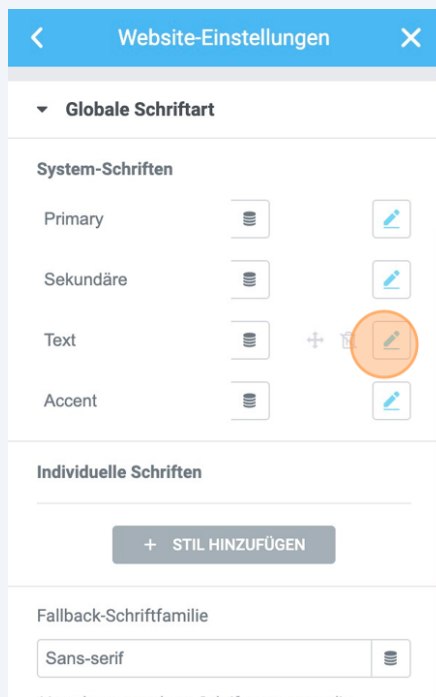 Website-Einstellungen
Globale Schriftart
System-Schriften
Primary
Sekundäre
Text
Accent
Individuelle Schriften
+ STIL HINZUFÜGEN
Fallback-Schriftfamilie
Sans-serif